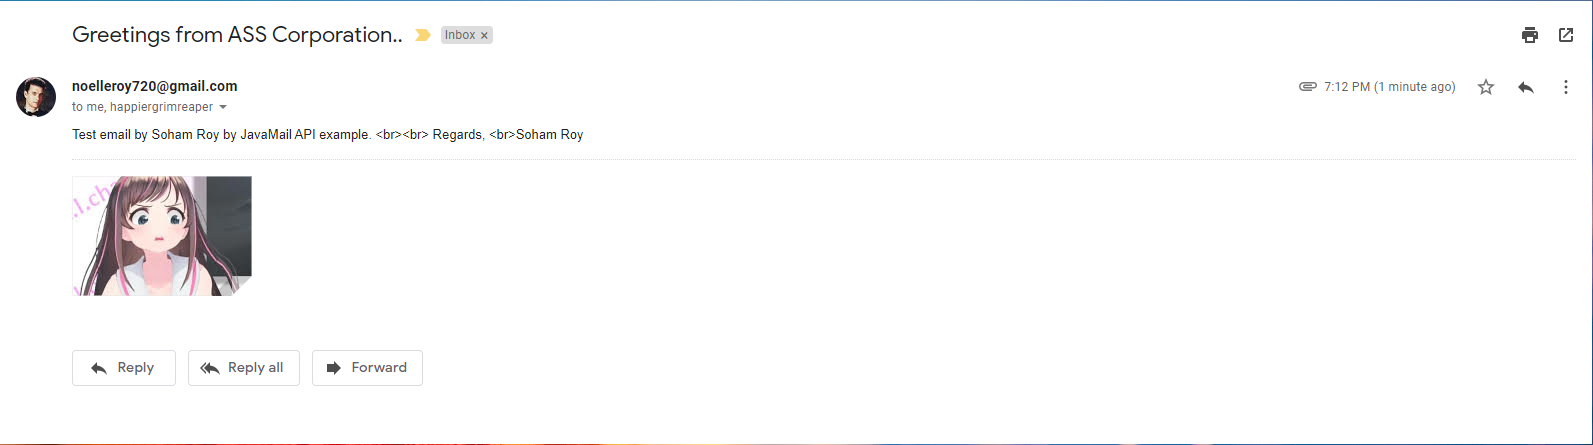 Greetings from ASS Corporation..
Inbox ×
noelleroy720@gmail.com
7:12 PM (1 minute ago)
to me, happiergrimreaper
Test email by Soham Roy by JavaMail API example. <br><br> Regards, <br>Soham Roy
Reply
Reply all
Forward